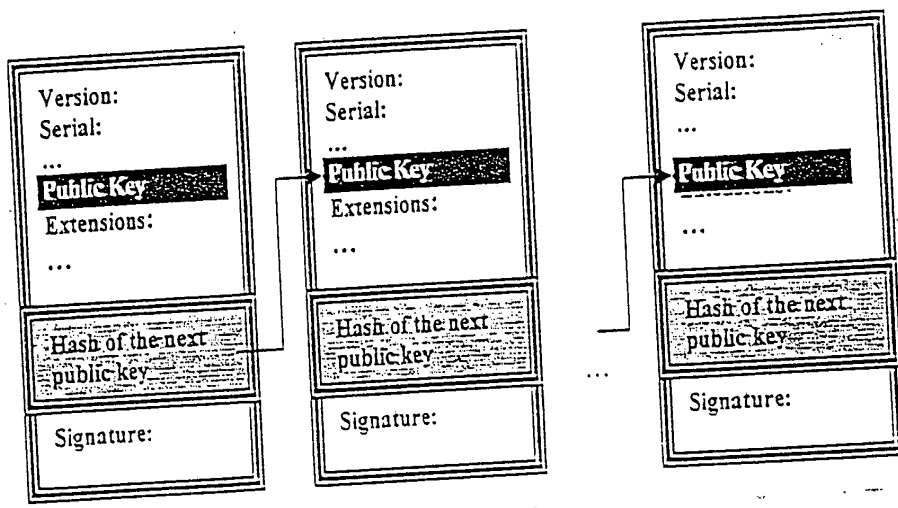 Version:
Serial:
...
Public Key
Extensions:
...
Hash of the next
public key
Signature:
Version:
Serial:
...
Public Key
Extensions:
...
Hash of the next
public key
Signature:
...
Version:
Serial:
...
Public Key
...
Hash of the next
public key
Signature: